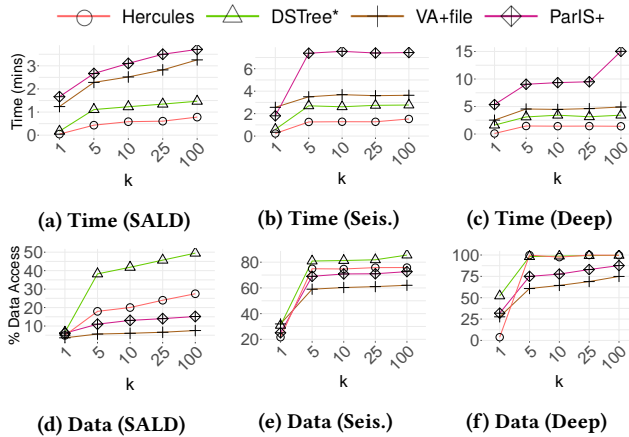 Hercules DSTree* VA+file ParIS+
Time (mins)
3
2
1
0
1 5 10 25 100
k
6
4
2
0
1 5 10 25 100
k
15
10
5
0
1 5 10 25 100
k
(a) Time (SALD) (b) Time (Seis.) (c) Time (Deep)
% Data Access
50
40
30
20
10
1 5 10 25 100
k
80
60
40
20
1 5 10 25 100
k
100
75
50
25
0
1 5 10 25 100
k
(d) Data (SALD) (e) Data (Seis.) (f) Data (Deep)